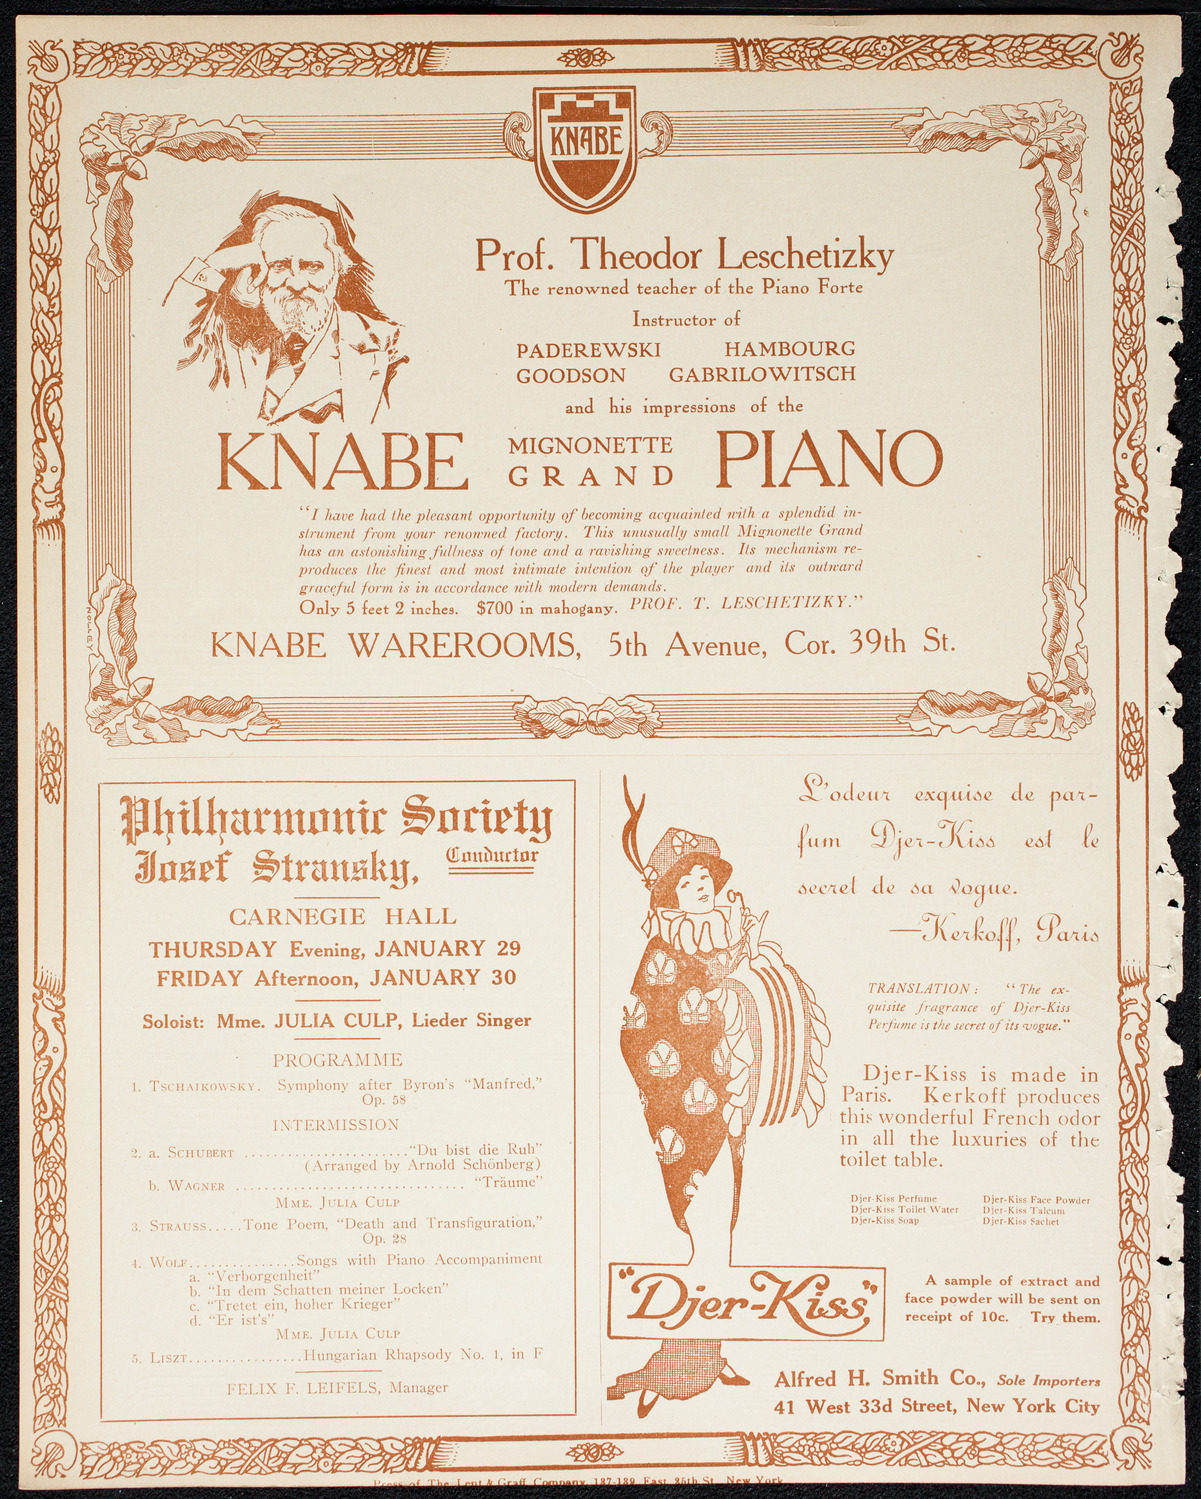 KNABE
Prof. Theodor Leschetizky
The renowned teacher of the Piano Forte
Instructor of
PADEREWSKI HAMBOURG
GOODSON GABRILOWITSCH
and his impressions of the
KNABE MIGNONETTE GRAND PIANO
"I have had the pleasant opportunity of becoming acquainted with a splendid in-
strument from your renowned factory. This unusually small Mignonette Grand
has an astonishing fullness of tone and a ravishing sweetness. Its mechanism re-
produces the finest and most intimate intention of the player and its outward
graceful form is in accordance with modern demands.
Only 5 feet 2 inches. $700 in mahogany. PROF. T. LESCHETIZKY."
KNABE WAREROOMS, 5th Avenue, Cor. 39th St.
Philharmonic Society
Josef Stransky, Conductor
CARNEGIE HALL
THURSDAY Evening, JANUARY 29
FRIDAY Afternoon, JANUARY 30
Soloist: Mme. JULIA CULP, Lieder Singer
PROGRAMME
1. TSCHAIKOWSKY. Symphony after Byron's "Manfred,"
Op. 58
INTERMISSION
2. a. SCHUBERT ......................"Du bist die Ruh"
(Arranged by Arnold Schönberg)
b. WAGNER ............................... "Träume"
MME. JULIA CULP
3. STRAUSS.....Tone Poem, "Death and Transfiguration,"
Op. 28
4. WOLF...............Songs with Piano Accompaniment
a. "Verborgenheit"
b. "In dem Schatten meiner Locken"
c. "Tretet ein, hoher Krieger"
d. "Er ist's"
MME. JULIA CULP
5. LISZT................Hungarian Rhapsody No. 1, in F
FELIX F. LEIFELS, Manager
L'odeur exquise de par-
fum Djer-Kiss est le
secret de sa vogue.
—Kerkoff, Paris
TRANSLATION: "The ex-
quisite fragrance of Djer-Kiss
Perfume is the secret of its vogue."
Djer-Kiss is made in
Paris. Kerkoff produces
this wonderful French odor
in all the luxuries of the
toilet table.
Djer-Kiss Perfume Djer-Kiss Face Powder
Djer-Kiss Toilet Water Djer-Kiss Talcum
Djer-Kiss Soap Djer-Kiss Sachet
"Djer-Kiss"
A sample of extract and
face powder will be sent on
receipt of 10c. Try them.
Alfred H. Smith Co., Sole Importers
41 West 33d Street, New York City
Press of The Lent & Graff Company, 137-139 East 25th St., New York